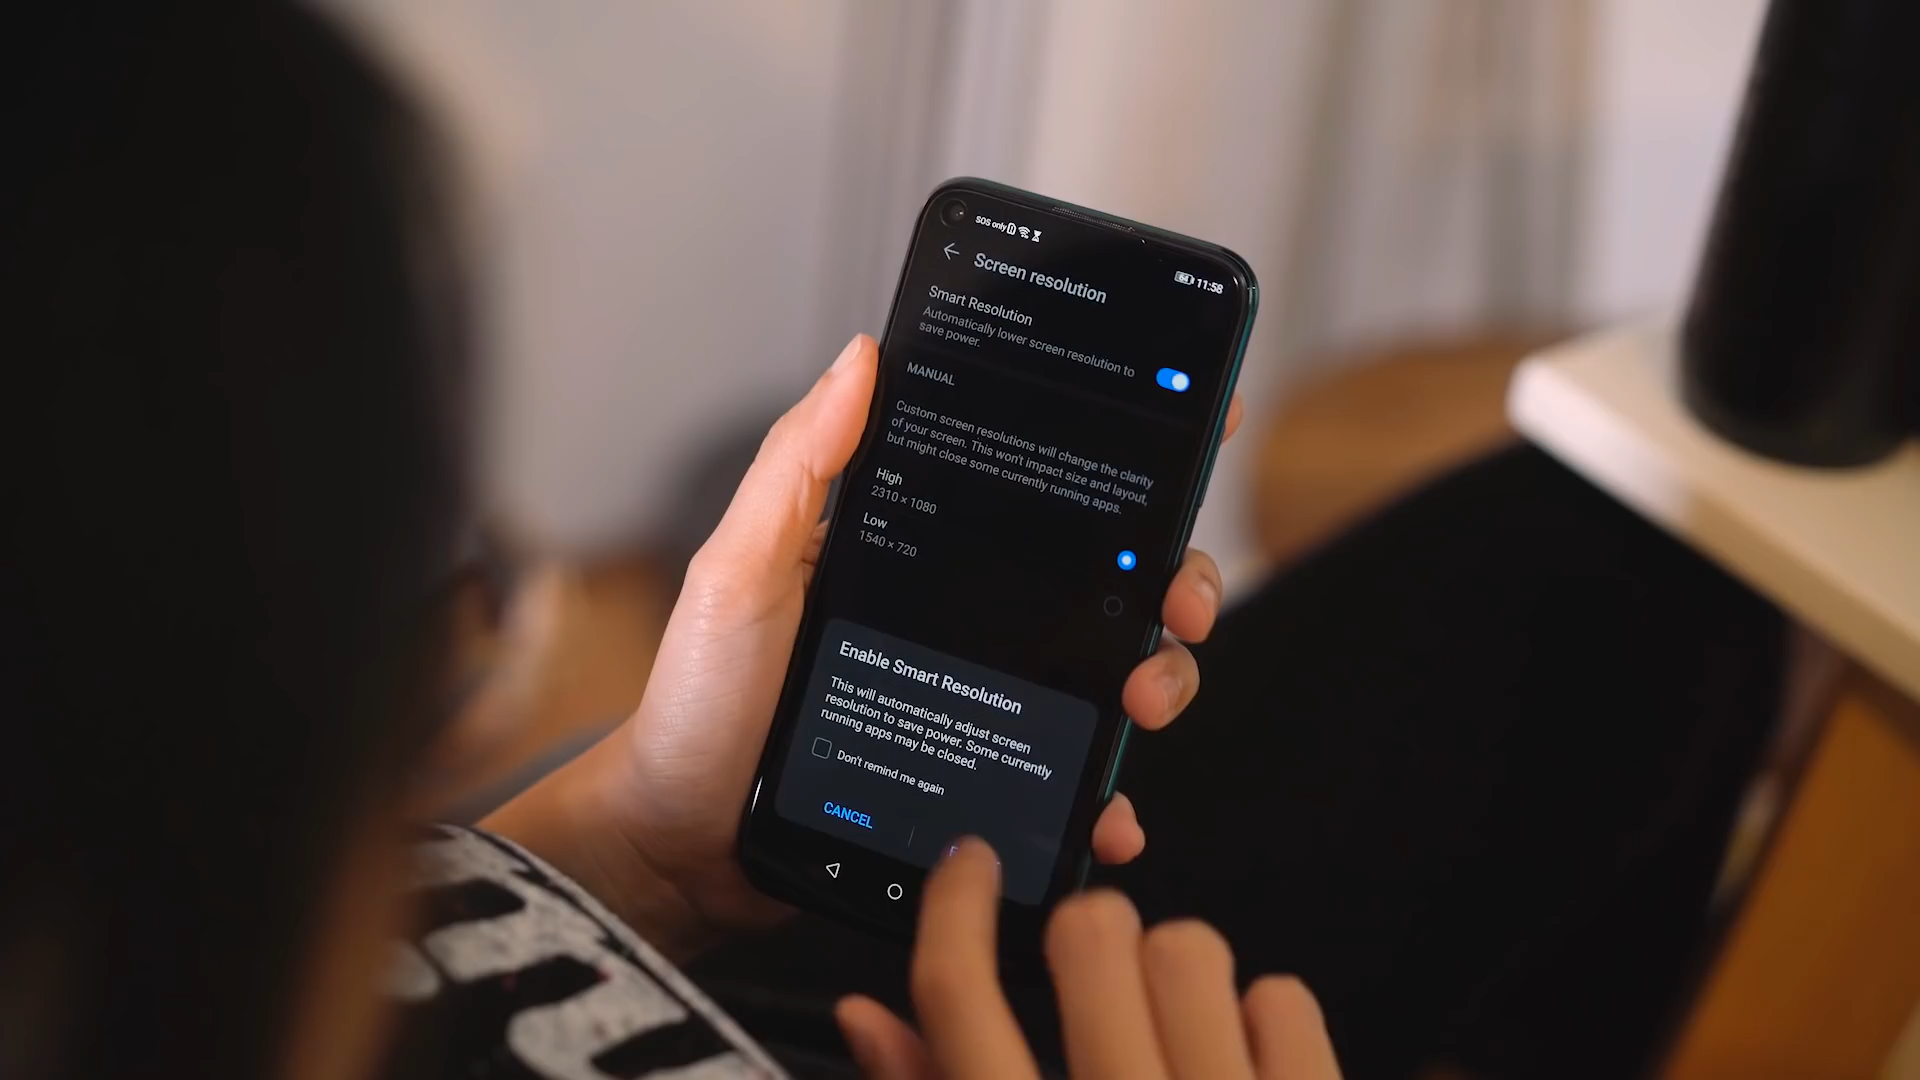 SOS only
64 11:58
Screen resolution
Smart Resolution
Automatically lower screen resolution to
save power.
MANUAL
Custom screen resolutions will change the clarity
of your screen. This won't impact size and layout,
but might close some currently running apps.
High
2310 × 1080
Low
1540 × 720
Enable Smart Resolution
This will automatically adjust screen
resolution to save power. Some currently
running apps may be closed.
Don't remind me again
CANCEL